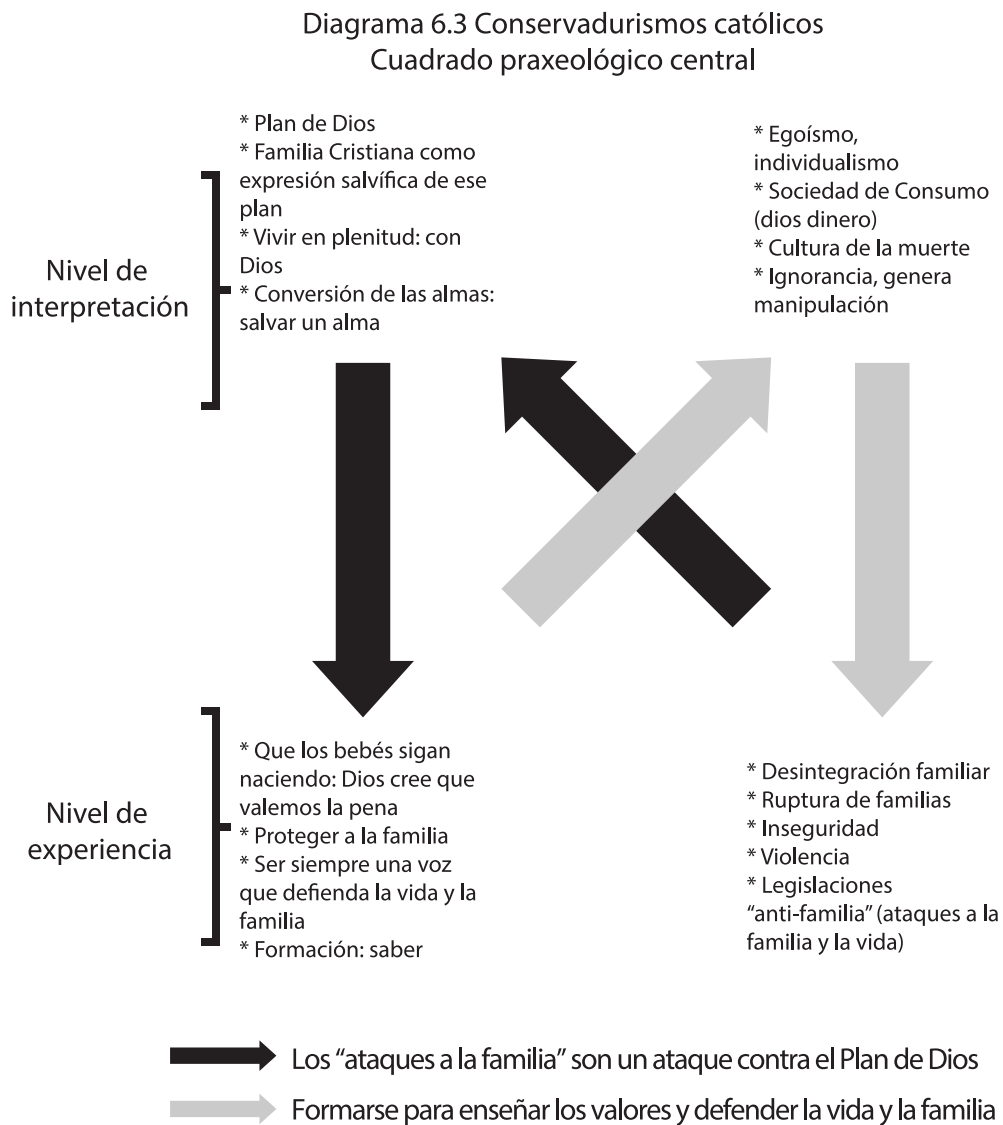 Diagrama 6.3 Conservadurismos católicos
Cuadrado praxeológico central
Nivel de
interpretación
* Plan de Dios
* Familia Cristiana como
expresión salvífica de ese
plan
* Vivir en plenitud: con
Dios
* Conversión de las almas:
salvar un alma
* Egoísmo,
individualismo
* Sociedad de Consumo
(dios dinero)
* Cultura de la muerte
* Ignorancia, genera
manipulación
Nivel de
experiencia
* Que los bebés sigan
naciendo: Dios cree que
valemos la pena
* Proteger a la familia
* Ser siempre una voz
que defienda la vida y la
familia
* Formación: saber
* Desintegración familiar
* Ruptura de familias
* Inseguridad
* Violencia
* Legislaciones
“anti-familia” (ataques a la
familia y la vida)
Los “ataques a la familia” son un ataque contra el Plan de Dios
Formarse para enseñar los valores y defender la vida y la familia